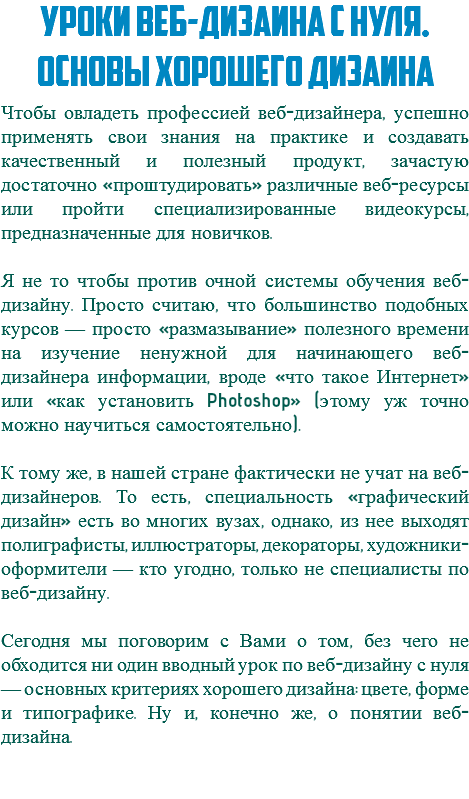 УРОКИ ВЕБ-ДИЗАЙНА С НУЛЯ.
ОСНОВЫ ХОРОШЕГО ДИЗАЙНА
Чтобы овладеть профессией веб-дизайнера, успешно
применять свои знания на практике и создавать
качественный и полезный продукт, зачастую
достаточно «проштудировать» различные веб-ресурсы
или пройти специализированные видеокурсы,
предназначенные для новичков.
Я не то чтобы против очной системы обучения веб-
дизайну. Просто считаю, что большинство подобных
курсов — просто «размазывание» полезного времени
на изучение ненужной для начинающего веб-
дизайнера информации, вроде «что такое Интернет»
или «как установить Photoshop» (этому уж точно
можно научиться самостоятельно).
К тому же, в нашей стране фактически не учат на веб-
дизайнеров. То есть, специальность «графический
дизайн» есть во многих вузах, однако, из нее выходят
полиграфисты, иллюстраторы, декораторы, художники-
оформители — кто угодно, только не специалисты по
веб-дизайну.
Сегодня мы поговорим с Вами о том, без чего не
обходится ни один вводный урок по веб-дизайну с нуля
— основных критериях хорошего дизайна: цвете, форме
и типографике. Ну и, конечно же, о понятии веб-
дизайна.